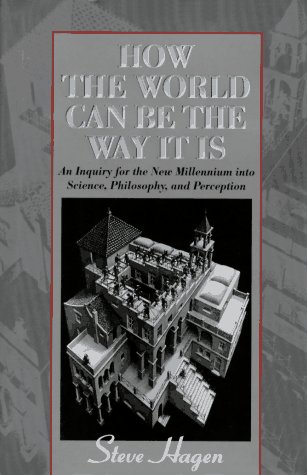 HOW
THE WORLD
CAN BE THE
WAY IT IS
An Inquiry for the New Millennium into
Science, Philosophy, and Perception
Steve Hagen